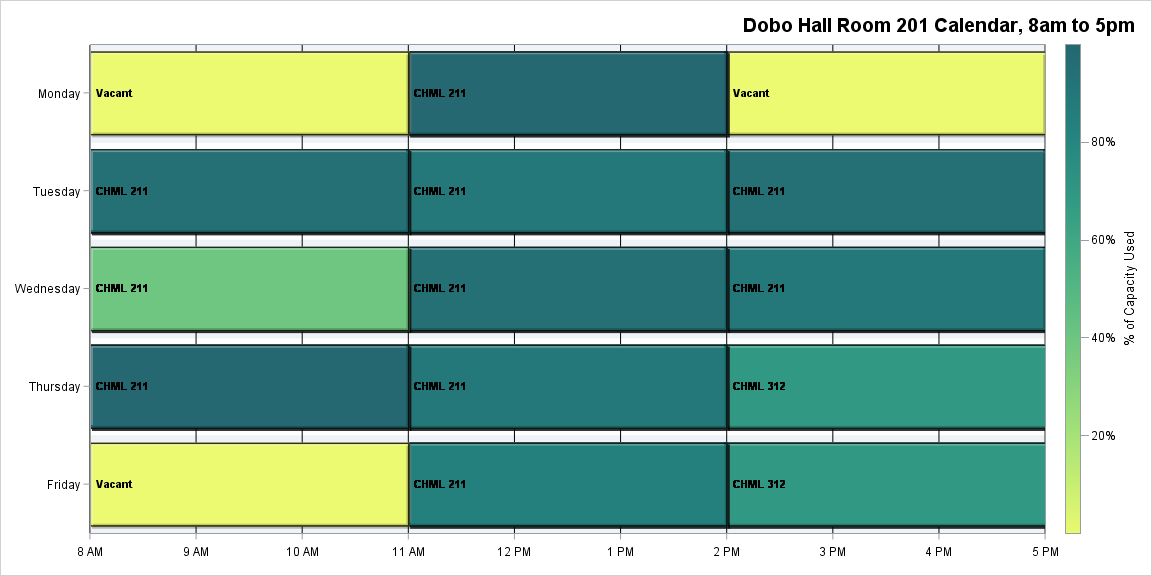 Dobo Hall Room 201 Calendar, 8am to 5pm
Monday
Vacant
CHML 211
Vacant
Tuesday
CHML 211
CHML 211
CHML 211
Wednesday
CHML 211
CHML 211
CHML 211
Thursday
CHML 211
CHML 211
CHML 312
Friday
Vacant
CHML 211
CHML 312
8 AM 9 AM 10 AM 11 AM 12 PM 1 PM 2 PM 3 PM 4 PM 5 PM
80%
60%
40%
20%
% of Capacity Used